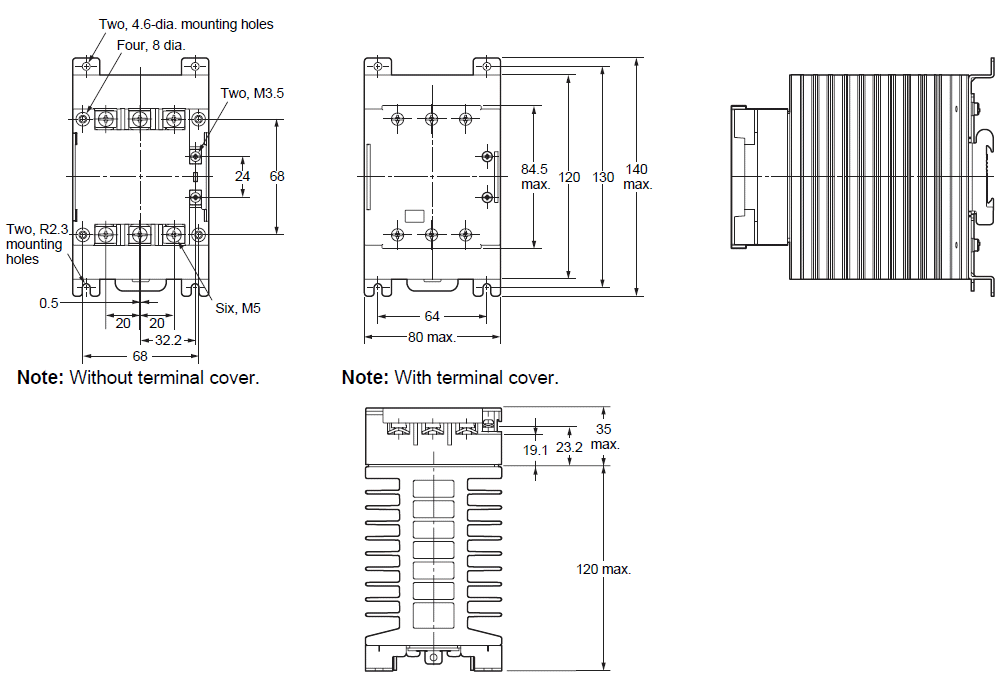 Two, 4.6-dia. mounting holes
Four, 8 dia.
Two, M3.5
24
68
Two, R2.3
mounting
holes
0.5
Six, M5
20
20
32.2
68
Note: Without terminal cover.
84.5
max.
120
130
140
max.
64
80 max.
Note: With terminal cover.
35
max.
19.1
23.2
120 max.